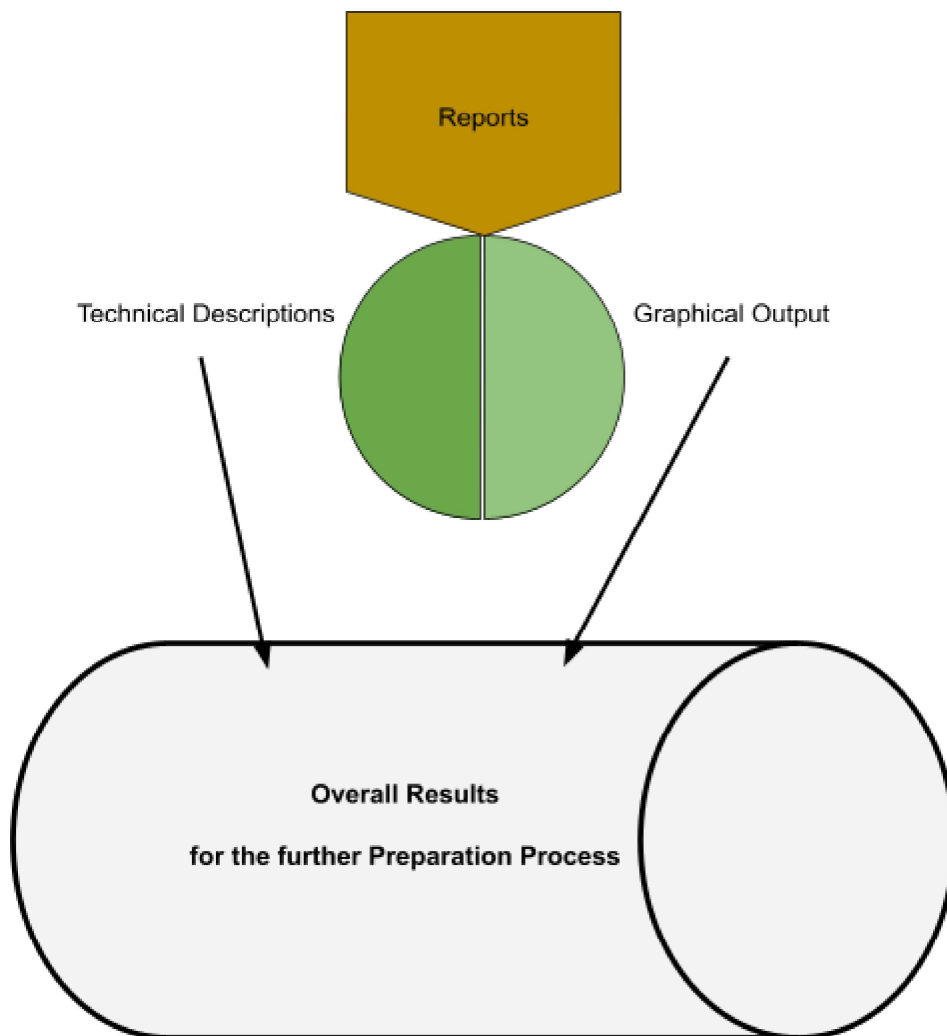 Reports
Technical Descriptions
Graphical Output
Overall Results
for the further Preparation Process